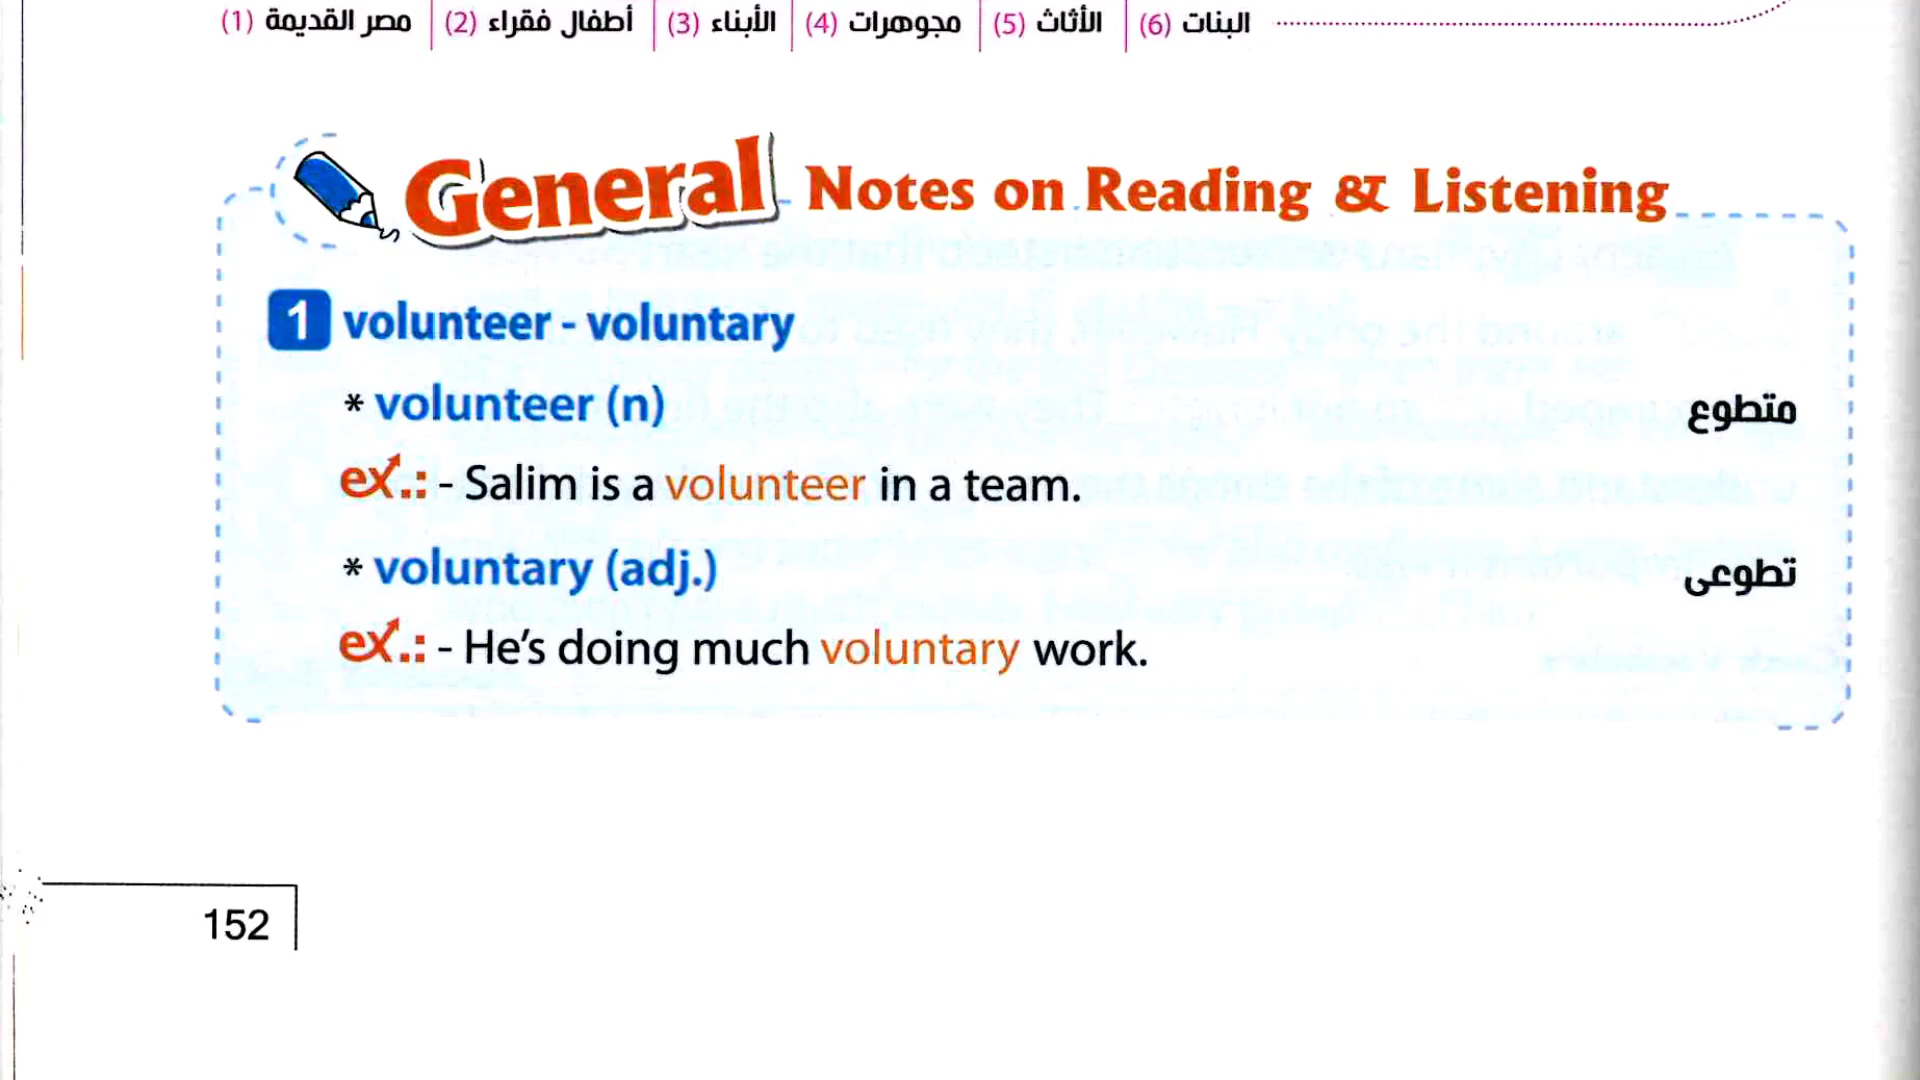 (1) مصر القديمة (2) أطفال فقراء (3) الأبناء (4) مجوهرات (5) الأثاث (6) البنات
General Notes on Reading & Listening
1 volunteer - voluntary
* volunteer (n) متطوع
ex.: - Salim is a volunteer in a team.
* voluntary (adj.) تطوعى
ex.: - He's doing much voluntary work.
152